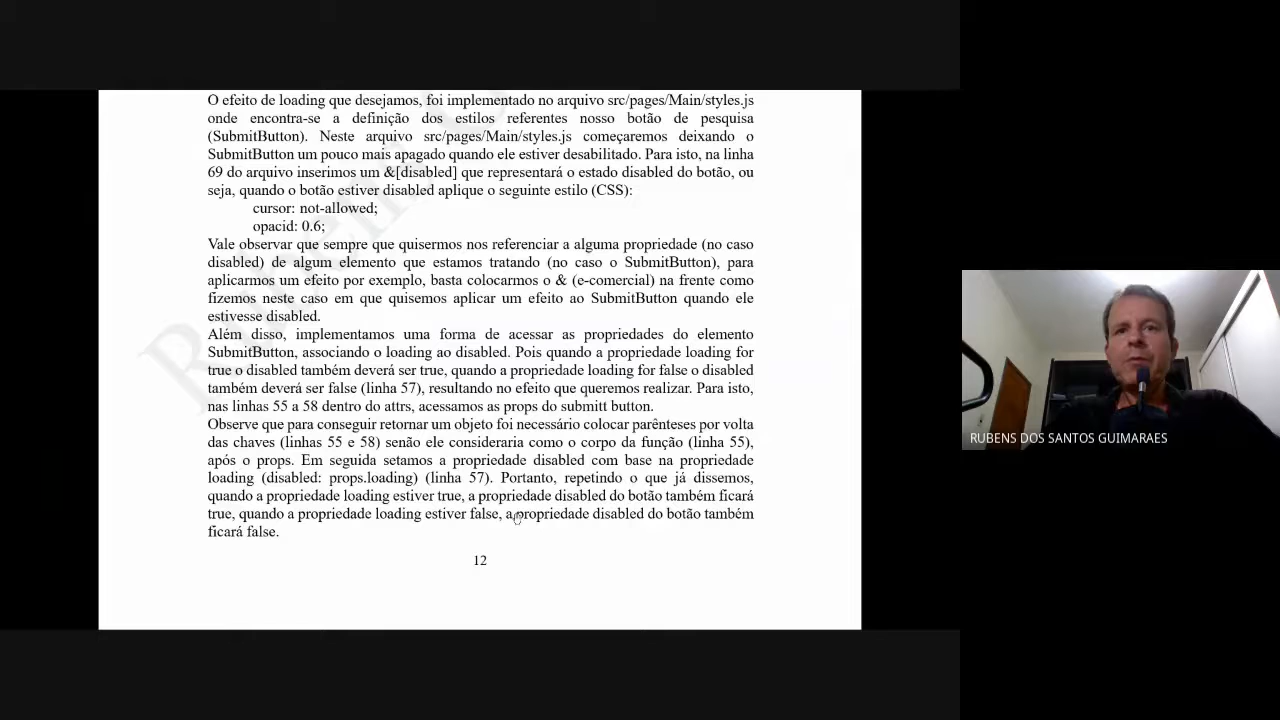 O efeito de loading que desejamos, foi implementado no arquivo src/pages/Main/styles.js
onde encontra-se a definição dos estilos referentes nosso botão de pesquisa
(SubmitButton). Neste arquivo src/pages/Main/styles.js começaremos deixando o
SubmitButton um pouco mais apagado quando ele estiver desabilitado. Para isto, na linha
69 do arquivo inserimos um &[disabled] que representará o estado disabled do botão, ou
seja, quando o botão estiver disabled aplique o seguinte estilo (CSS):
cursor: not-allowed;
opacid: 0.6;
Vale observar que sempre que quisermos nos referenciar a alguma propriedade (no caso
disabled) de algum elemento que estamos tratando (no caso o SubmitButton), para
aplicarmos um efeito por exemplo, basta colocarmos o & (e-comercial) na frente como
fizemos neste caso em que quisemos aplicar um efeito ao SubmitButton quando ele
estivesse disabled.
Além disso, implementamos uma forma de acessar as propriedades do elemento
SubmitButton, associando o loading ao disabled. Pois quando a propriedade loading for
true o disabled também deverá ser true, quando a propriedade loading for false o disabled
também deverá ser false (linha 57), resultando no efeito que queremos realizar. Para isto,
nas linhas 55 a 58 dentro do attrs, acessamos as props do submitt button.
Observe que para conseguir retornar um objeto foi necessário colocar parênteses por volta
das chaves (linhas 55 e 58) senão ele consideraria como o corpo da função (linha 55),
após o props. Em seguida setamos a propriedade disabled com base na propriedade
loading (disabled: props.loading) (linha 57). Portanto, repetindo o que já dissemos,
quando a propriedade loading estiver true, a propriedade disabled do botão também ficará
true, quando a propriedade loading estiver false, a propriedade disabled do botão também
ficará false.
12
RUBENS DOS SANTOS GUIMARAES